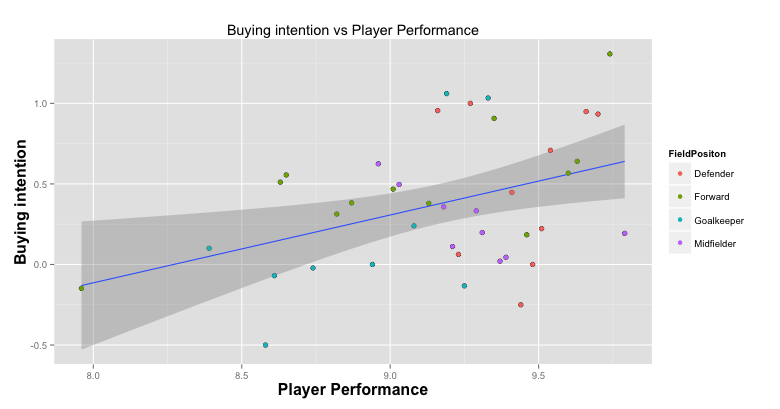 Buying intention vs Player Performance
Buying intention
1.0
0.5
0.0
-0.5
8.0
8.5
9.0
9.5
Player Performance
FieldPositon
Defender
Forward
Goalkeeper
Midfielder